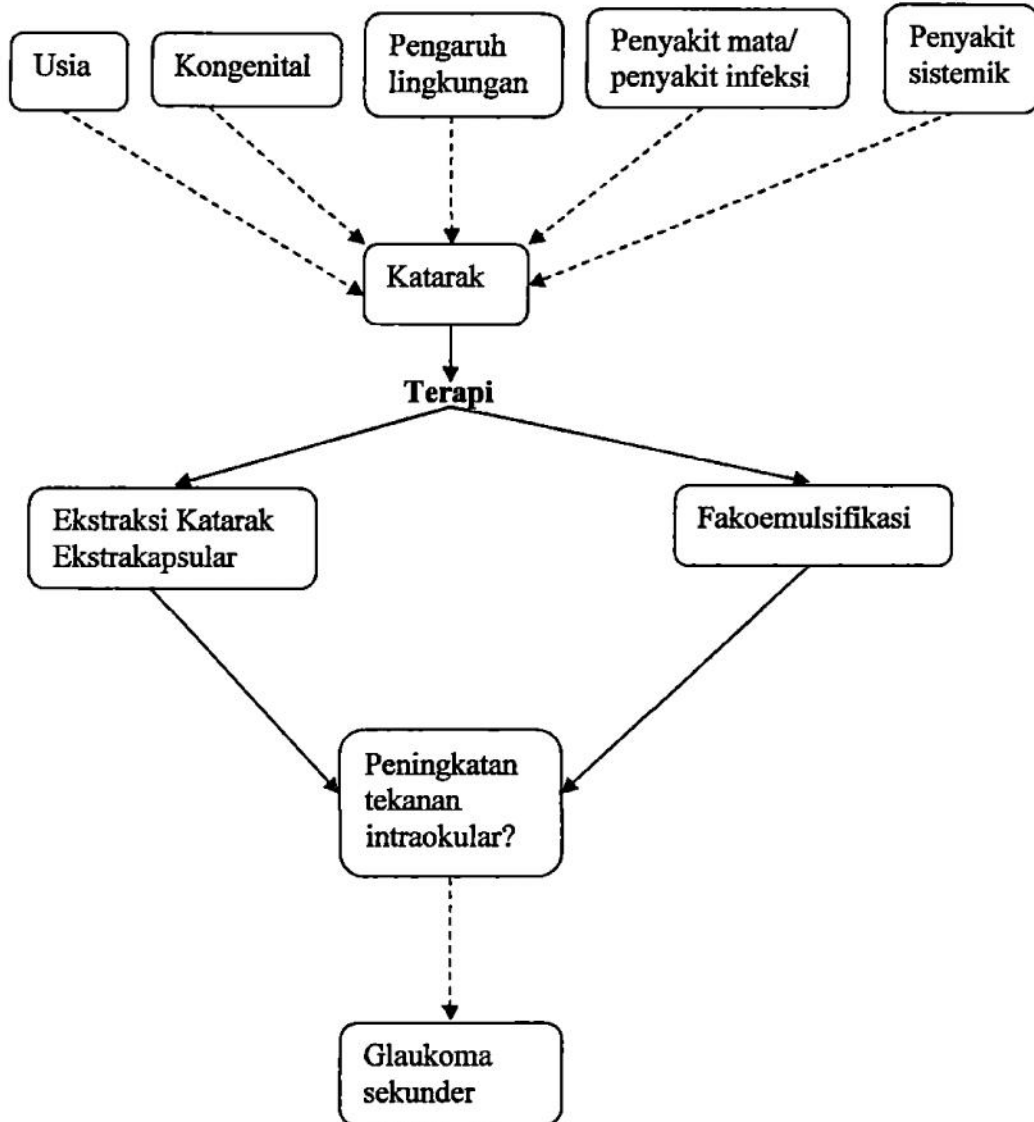 Usia
Kongenital
Pengaruh
lingkungan
Penyakit mata/
penyakit infeksi
Penyakit
sistemik
Katarak
Terapi
Ekstraksi Katarak
Ekstrakapsular
Fakoemulsifikasi
Peningkatan
tekanan
intraokular?
Glaukoma
sekunder